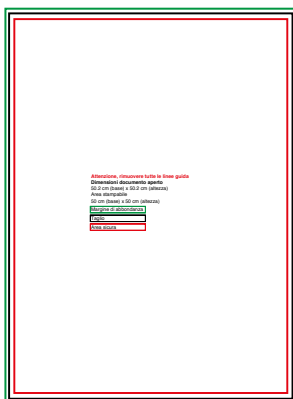 Attenzione, rimuovere tutte le linee guida
Dimensioni documento aperto
50.2 cm (base) x 50.2 cm (altezza)
Area stampabile
50 cm (base) x 50 cm (altezza)
Margine di abbondanza
Taglio
Area sicura